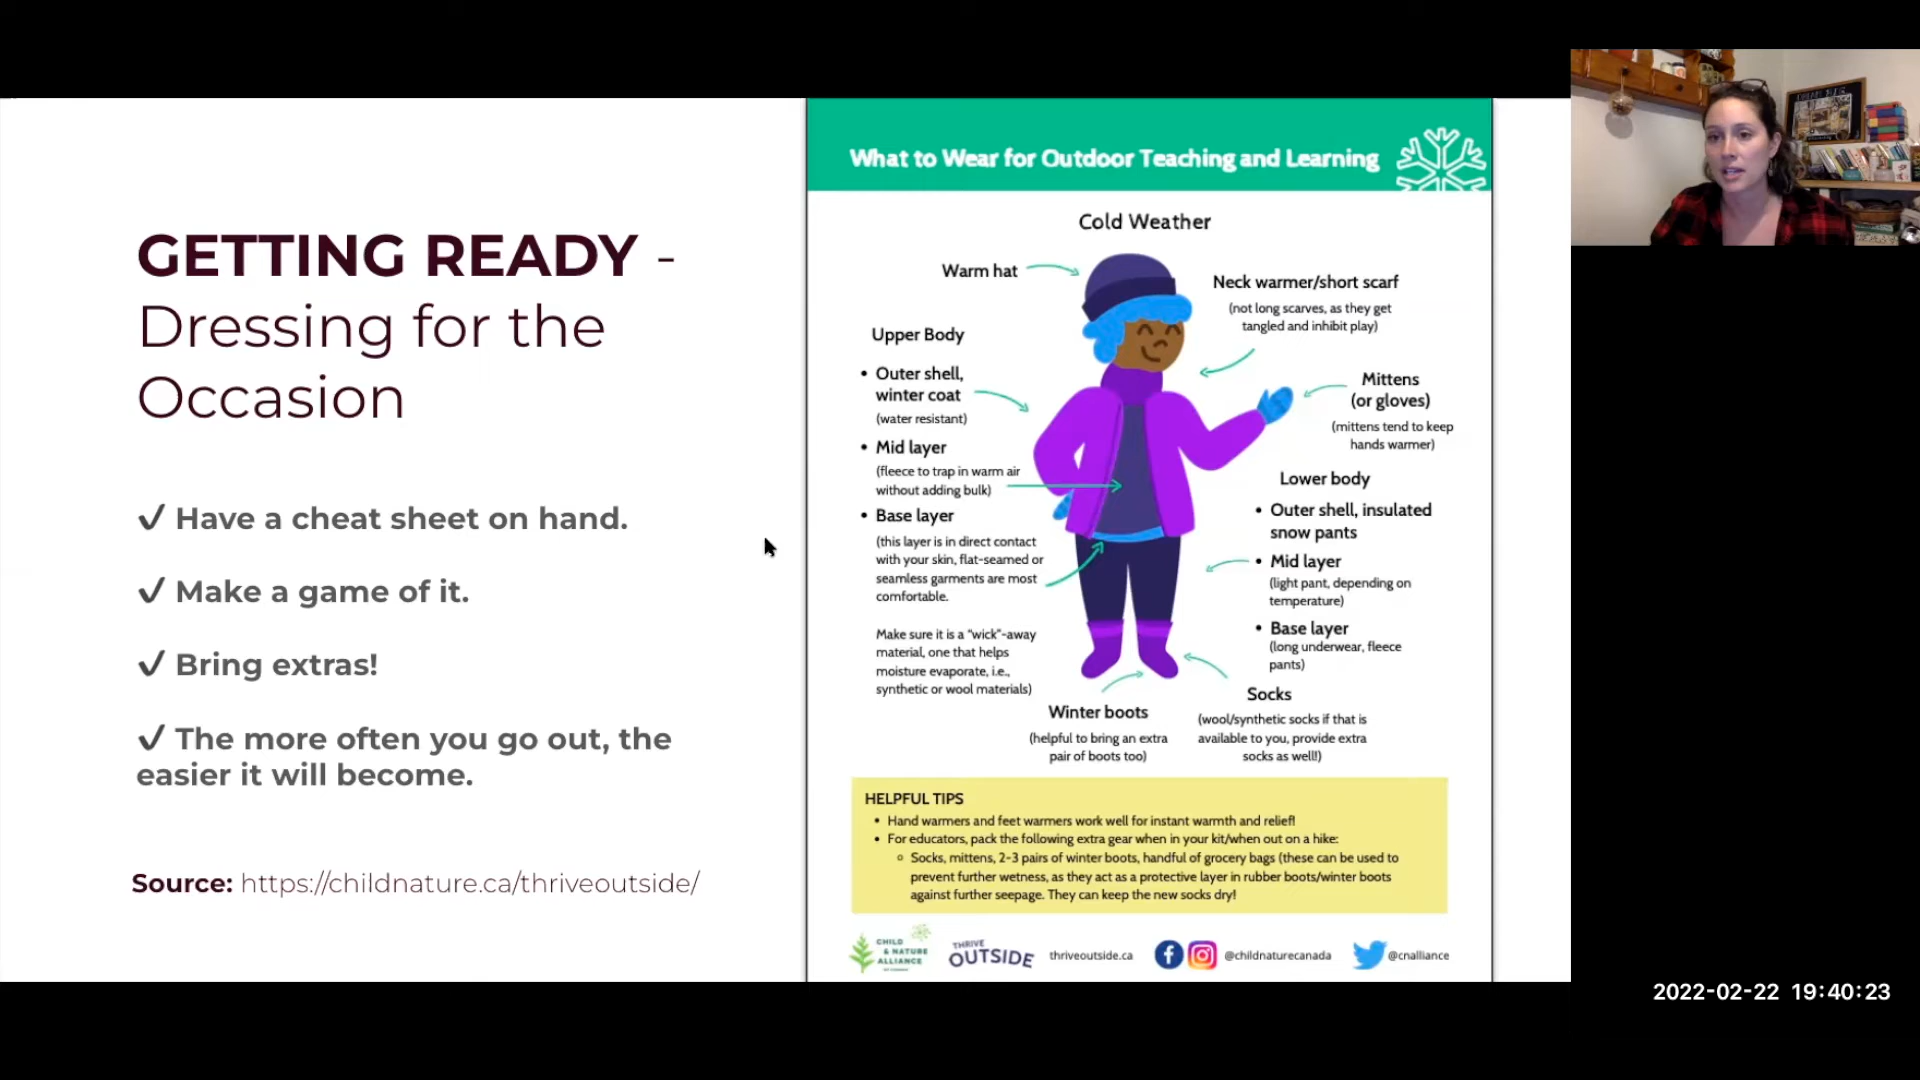 GETTING READY -
Dressing for the
Occasion
✓ Have a cheat sheet on hand.
✓ Make a game of it.
✓ Bring extras!
✓ The more often you go out, the
easier it will become.
Source: https://childnature.ca/thriveoutside/
What to Wear for Outdoor Teaching and Learning
Cold Weather
Warm hat
Neck warmer/short scarf
(not long scarves, as they get
tangled and inhibit play)
Upper Body
• Outer shell,
winter coat
(water resistant)
• Mid layer
(fleece to trap in warm air
without adding bulk)
• Base layer
(this layer is in direct contact
with your skin, flat-seamed or
seamless garments are most
comfortable.
Make sure it is a "wick"-away
material, one that helps
moisture evaporate, i.e.,
synthetic or wool materials)
Mittens
(or gloves)
(mittens tend to keep
hands warmer)
Lower body
• Outer shell, insulated
snow pants
• Mid layer
(light pant, depending on
temperature)
• Base layer
(long underwear, fleece
pants)
Socks
(wool/synthetic socks if that is
available to you, provide extra
socks as well!)
Winter boots
(helpful to bring an extra
pair of boots too)
HELPFUL TIPS
• Hand warmers and feet warmers work well for instant warmth and relief!
• For educators, pack the following extra gear when in your kit/when out on a hike:
○ Socks, mittens, 2-3 pairs of winter boots, handful of grocery bags (these can be used to
prevent further wetness, as they act as a protective layer in rubber boots/winter boots
against further seepage. They can keep the new socks dry!
CHILD
& NATURE
ALLIANCE
THRIVE
OUTSIDE
thriveoutside.ca
@childnaturecanada
@cnalliance
2022-02-22 19:40:23